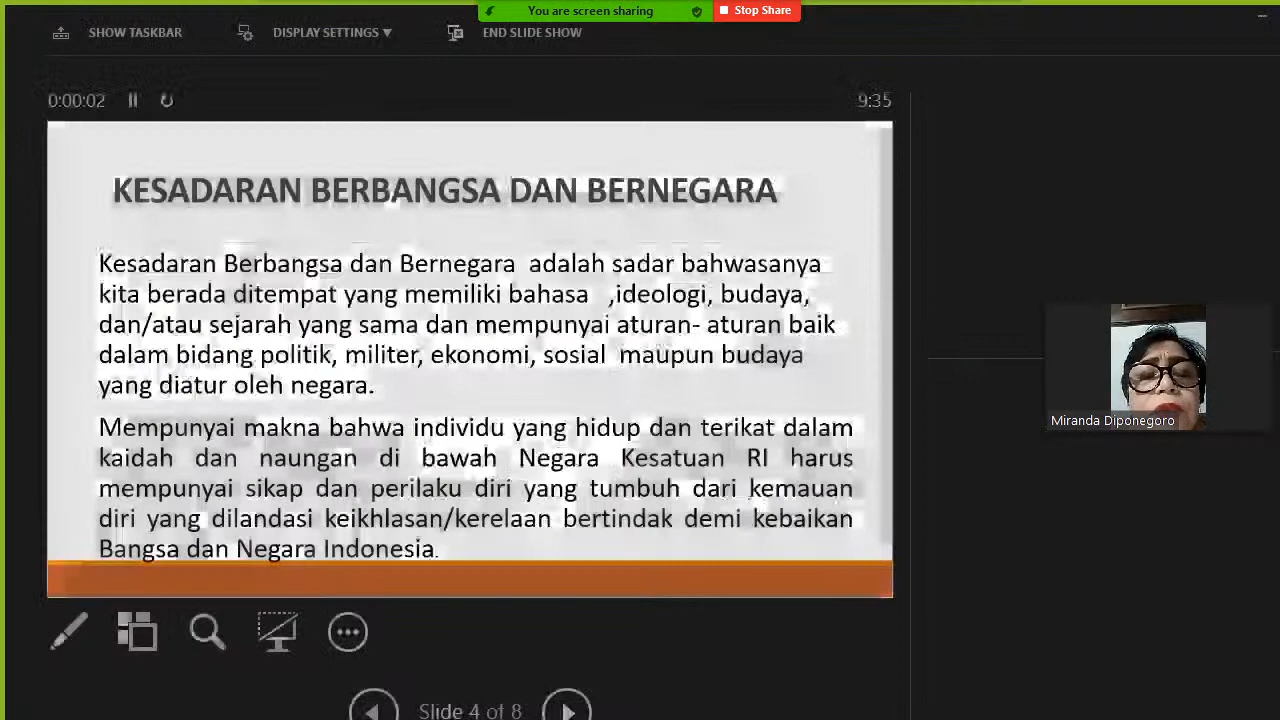 You are screen sharing
Stop Share
SHOW TASKBAR
DISPLAY SETTINGS ▼
END SLIDE SHOW
0:00:02
9:35
KESADARAN BERBANGSA DAN BERNEGARA
Kesadaran Berbangsa dan Bernegara adalah sadar bahwasanya
kita berada ditempat yang memiliki bahasa ,ideologi, budaya,
dan/atau sejarah yang sama dan mempunyai aturan- aturan baik
dalam bidang politik, militer, ekonomi, sosial maupun budaya
yang diatur oleh negara.
Mempunyai makna bahwa individu yang hidup dan terikat dalam
kaidah dan naungan di bawah Negara Kesatuan RI harus
mempunyai sikap dan perilaku diri yang tumbuh dari kemauan
diri yang dilandasi keikhlasan/kerelaan bertindak demi kebaikan
Bangsa dan Negara Indonesia.
Miranda Diponegoro
Slide 4 of 8